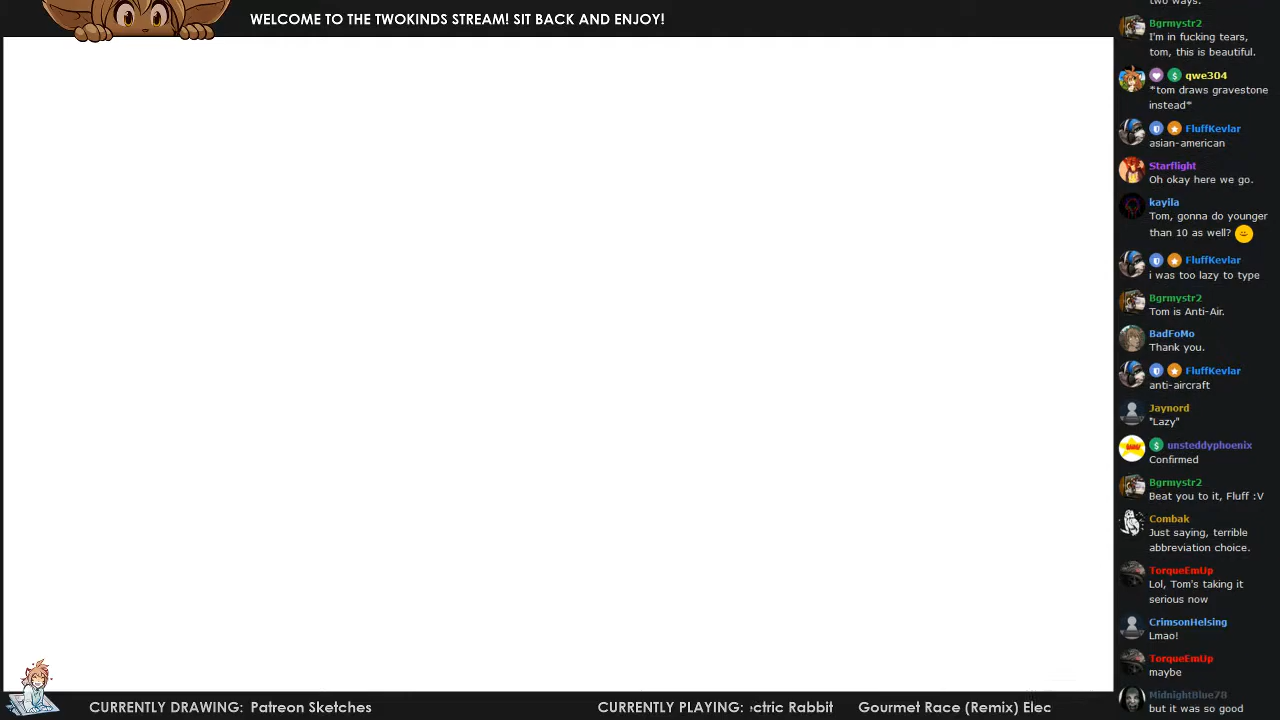 WELCOME TO THE TWOKINDS STREAM! SIT BACK AND ENJOY!
two ways.
Bgrmystr2
I'm in fucking tears,
tom, this is beautiful.
qwe304
*tom draws gravestone
instead*
FluffKevlar
asian-american
Starflight
Oh okay here we go.
kayila
Tom, gonna do younger
than 10 as well?
FluffKevlar
i was too lazy to type
Bgrmystr2
Tom is Anti-Air.
BadFoMo
Thank you.
FluffKevlar
anti-aircraft
Jaynord
"Lazy"
unsteddyphoenix
Confirmed
Bgrmystr2
Beat you to it, Fluff :V
Combak
Just saying, terrible
abbreviation choice.
TorqueEmUp
Lol, Tom's taking it
serious now
CrimsonHelsing
Lmao!
TorqueEmUp
maybe
MidnightBlue78
but it was so good
CURRENTLY DRAWING: Patreon Sketches
CURRENTLY PLAYING: ectric Rabbit Gourmet Race (Remix) Elec